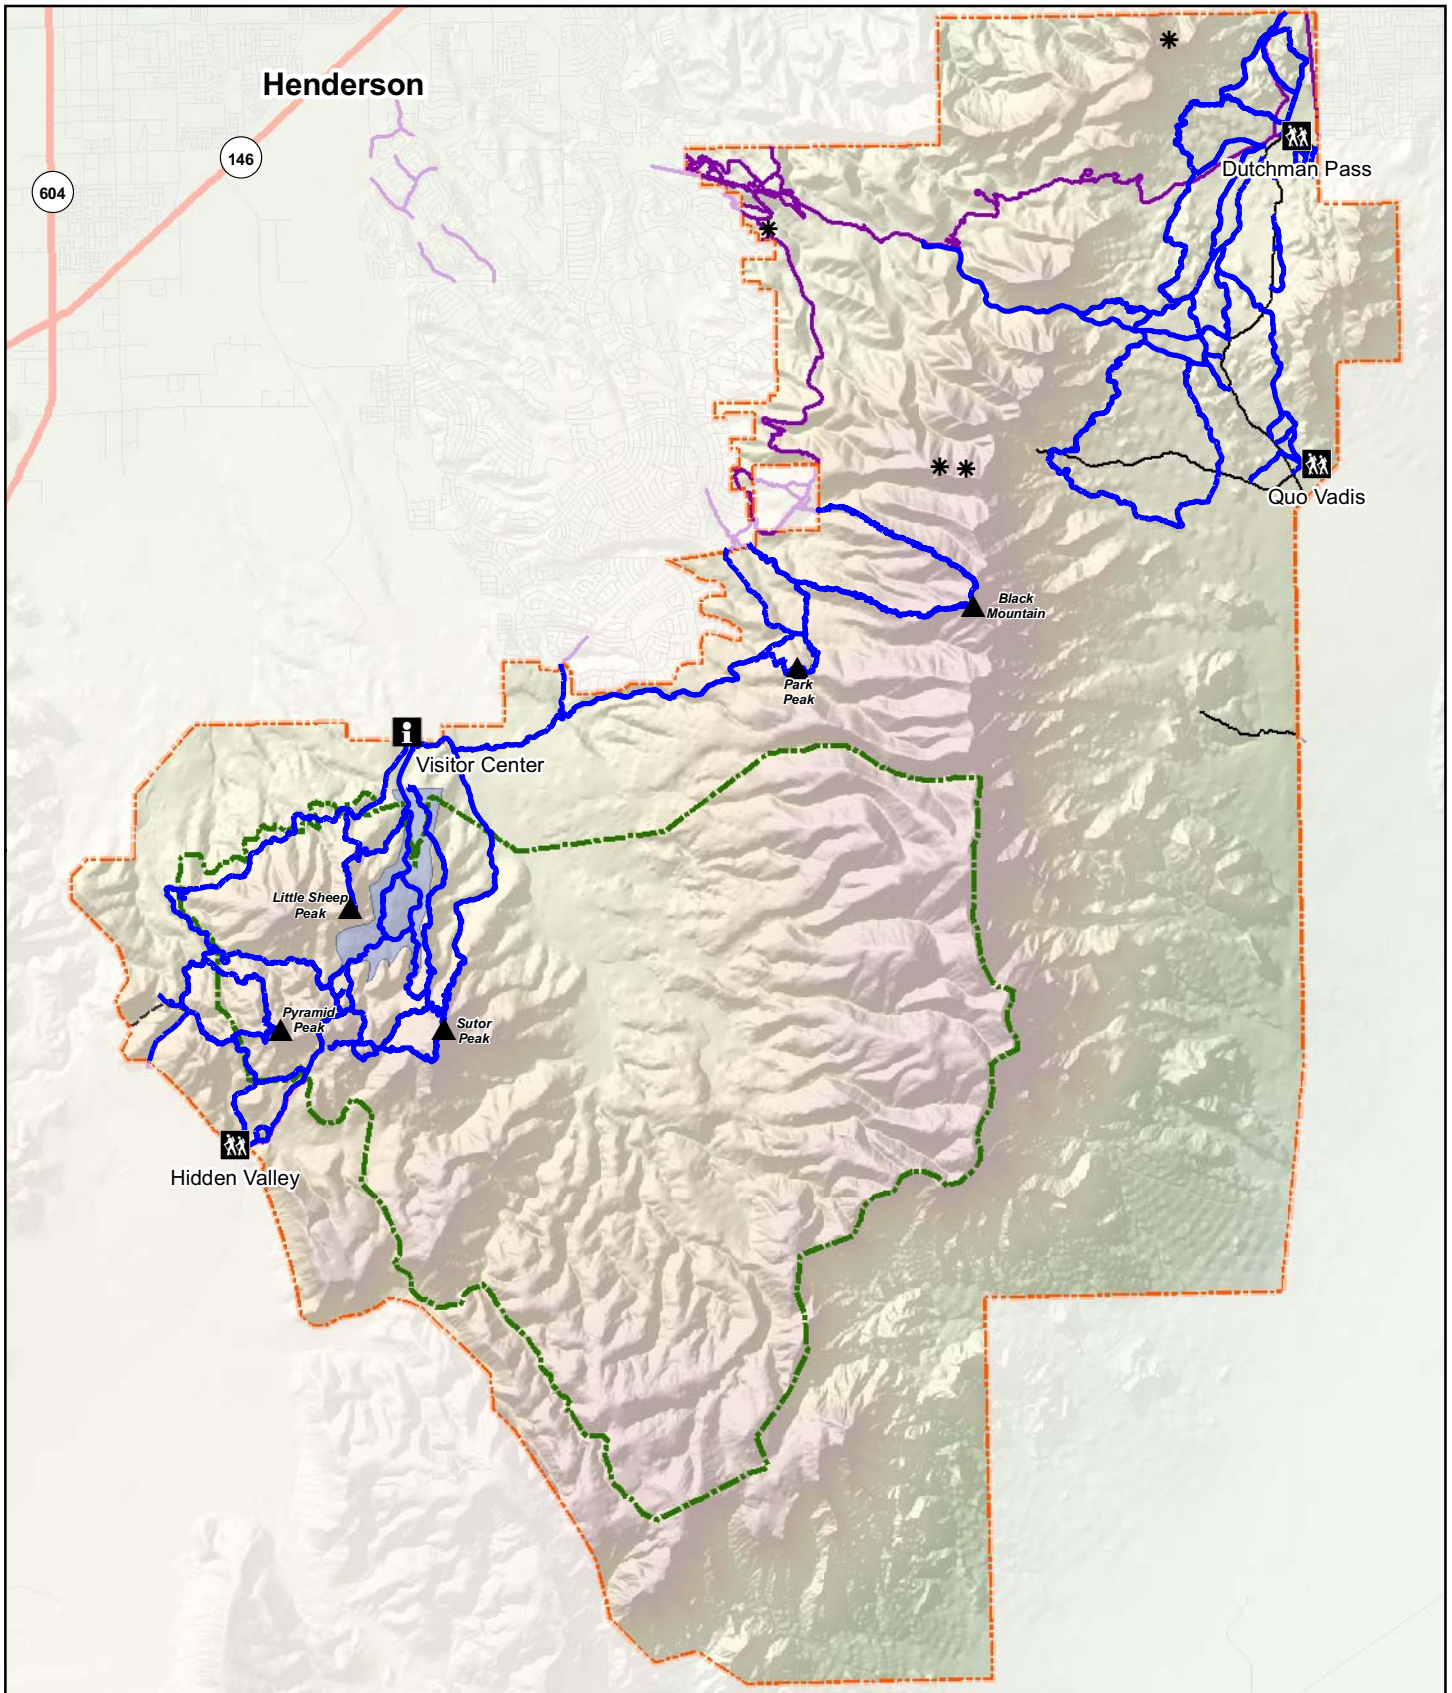 Henderson
146
604
Dutchman Pass
Quo Vadis
Black
Mountain
Park
Peak
i
Visitor Center
Little Sheep
Peak
Pyramid
Peak
Sutor
Peak
Hidden Valley